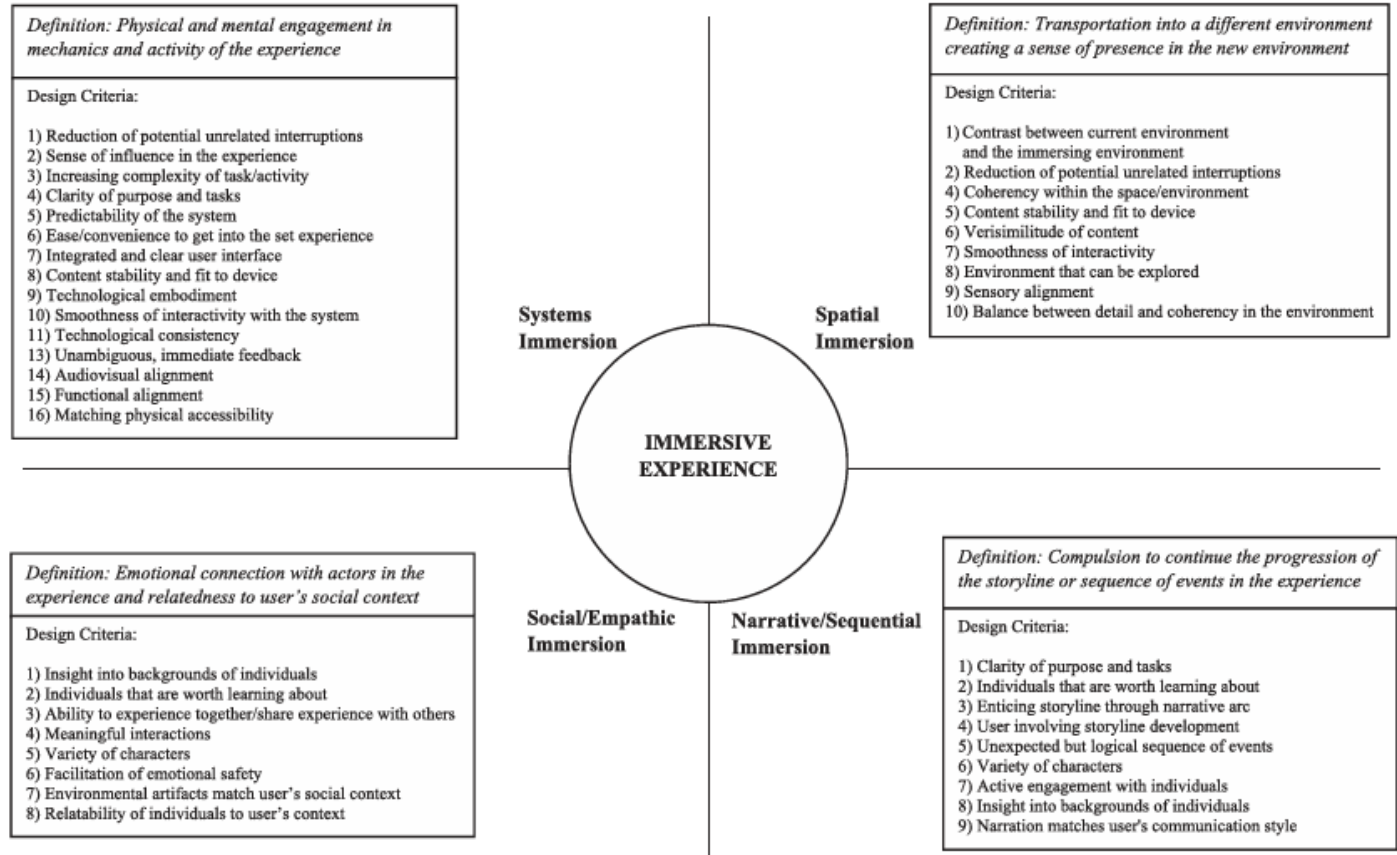 Definition: Physical and mental engagement in
mechanics and activity of the experience
Design Criteria:
1) Reduction of potential unrelated interruptions
2) Sense of influence in the experience
3) Increasing complexity of task/activity
4) Clarity of purpose and tasks
5) Predictability of the system
6) Ease/convenience to get into the set experience
7) Integrated and clear user interface
8) Content stability and fit to device
9) Technological embodiment
10) Smoothness of interactivity with the system
11) Technological consistency
13) Unambiguous, immediate feedback
14) Audiovisual alignment
15) Functional alignment
16) Matching physical accessibility
Systems
Immersion
Definition: Transportation into a different environment
creating a sense of presence in the new environment
Design Criteria:
1) Contrast between current environment
and the immersing environment
2) Reduction of potential unrelated interruptions
4) Coherency within the space/environment
5) Content stability and fit to device
6) Verisimilitude of content
7) Smoothness of interactivity
8) Environment that can be explored
9) Sensory alignment
10) Balance between detail and coherency in the environment
Spatial
Immersion
IMMERSIVE
EXPERIENCE
Definition: Emotional connection with actors in the
experience and relatedness to user's social context
Design Criteria:
1) Insight into backgrounds of individuals
2) Individuals that are worth learning about
3) Ability to experience together/share experience with others
4) Meaningful interactions
5) Variety of characters
6) Facilitation of emotional safety
7) Environmental artifacts match user's social context
8) Relatability of individuals to user's context
Social/Empathic
Immersion
Narrative/Sequential
Immersion
Definition: Compulsion to continue the progression of
the storyline or sequence of events in the experience
Design Criteria:
1) Clarity of purpose and tasks
2) Individuals that are worth learning about
3) Enticing storyline through narrative arc
4) User involving storyline development
5) Unexpected but logical sequence of events
6) Variety of characters
7) Active engagement with individuals
8) Insight into backgrounds of individuals
9) Narration matches user's communication style